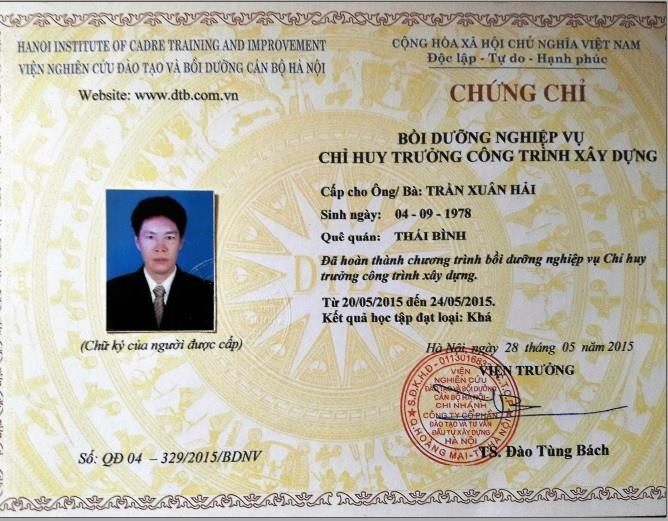 HANOI INSTITUTE OF CADRE TRAINING AND IMPROVEMENT
VIỆN NGHIÊN CỨU ĐÀO TẠO VÀ BỒI DƯỠNG CÁN BỘ HÀ NỘI
Website: www.dtb.com.vn
CỘNG HÒA XÃ HỘI CHỦ NGHĨA VIỆT NAM
Độc lập - Tự do - Hạnh phúc
CHỨNG CHỈ
BỒI DƯỠNG NGHIỆP VỤ
CHỈ HUY TRƯỞNG CÔNG TRÌNH XÂY DỰNG
Cấp cho Ông/ Bà: TRẦN XUÂN HẢI
Sinh ngày: 04 - 09 - 1978
Quê quán: THÁI BÌNH
Đã hoàn thành chương trình bồi dưỡng nghiệp vụ Chỉ huy
trưởng công trình xây dựng.
Từ 20/05/2015 đến 24/05/2015.
Kết quả học tập đạt loại: Khá
(Chữ ký của người được cấp)
Số: QĐ 04 - 329/2015/BDNV
Hà Nội, ngày 28 tháng 05 năm 2015
VIỆN TRƯỞNG
VIỆN
NGHIÊN CỨU
ĐÀO TẠO VÀ BỒI DƯỠNG
CÁN BỘ HÀ NỘI -
CHI NHÁNH
CÔNG TY CỔ PHẦN
ĐÀO TẠO VÀ TƯ VẤN
ĐẦU TƯ XÂY DỰNG
HÀ NỘI
Q.HOÀNG MAI - TP HÀ NỘI
TS. Đào Tùng Bách